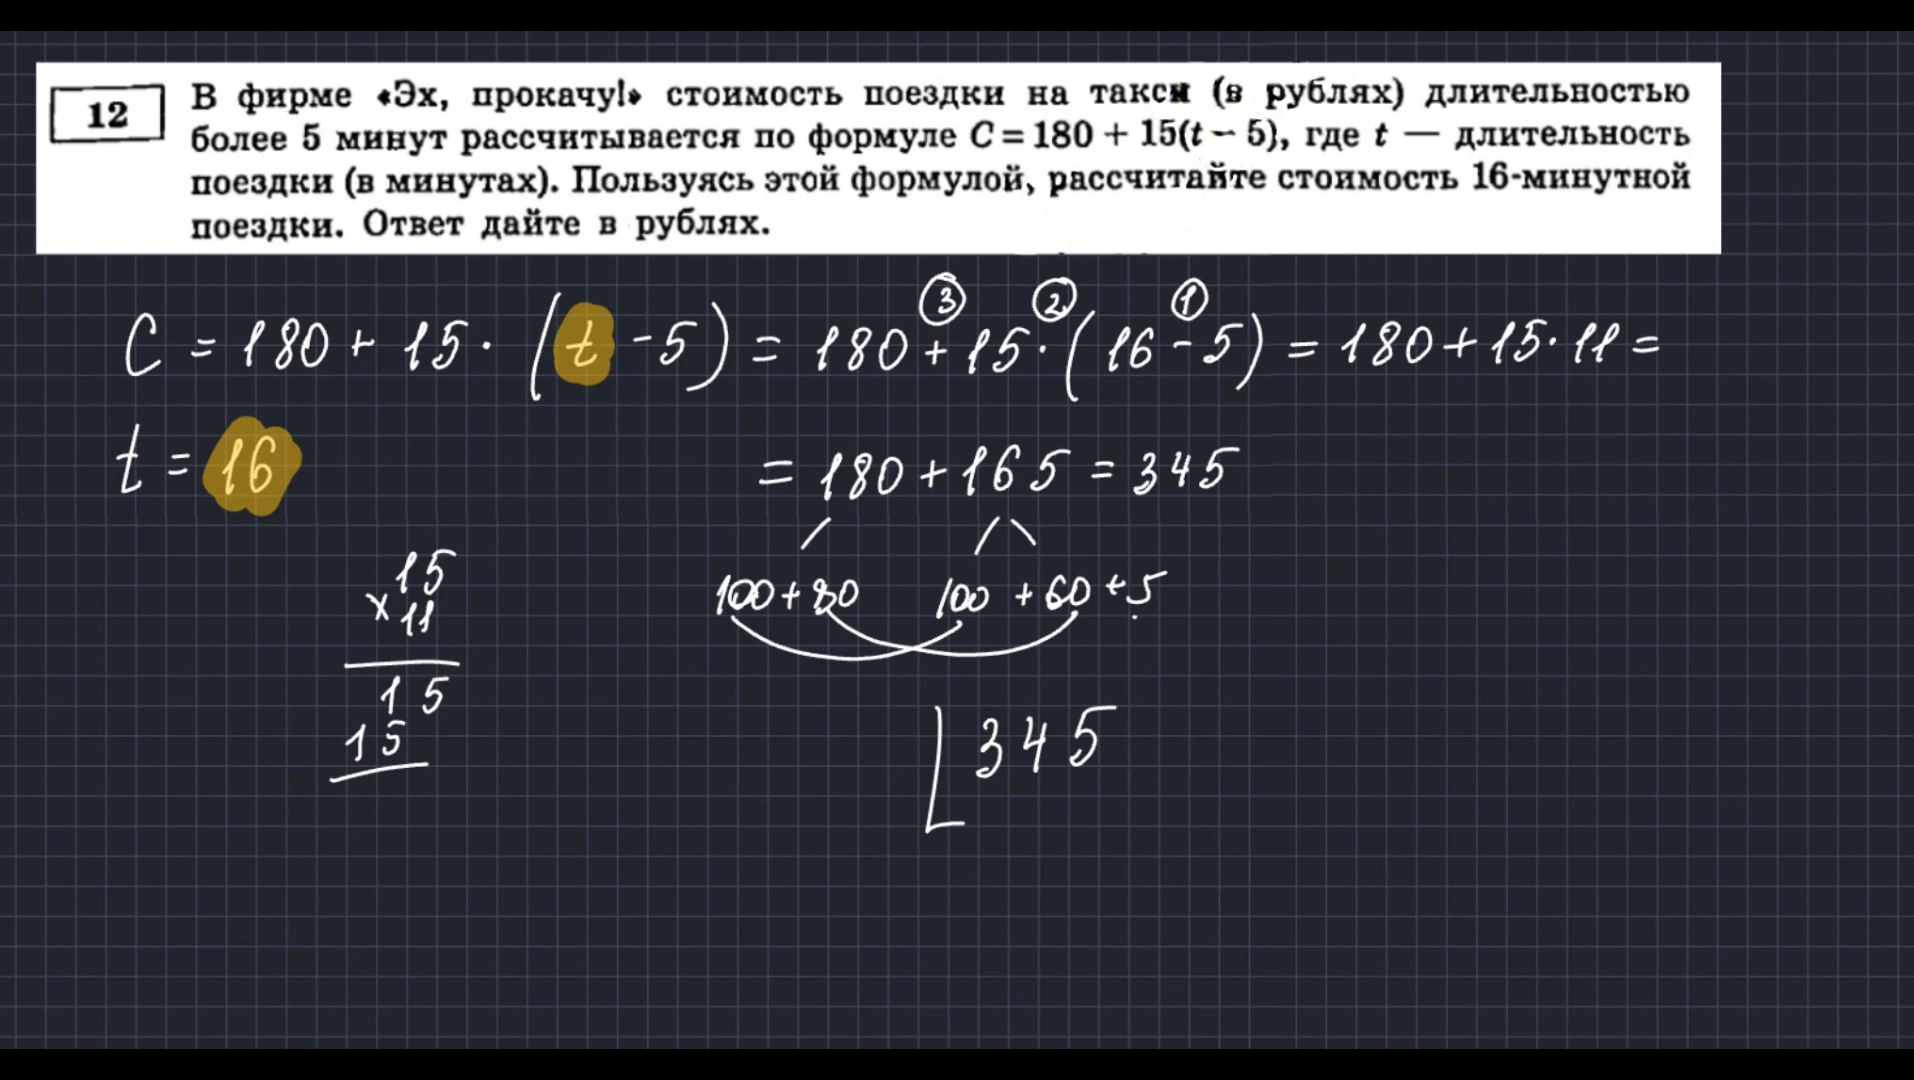 12
В фирме «Эх, прокачу!» стоимость поездки на такси (в рублях) длительностью
более 5 минут рассчитывается по формуле C = 180 + 15(t − 5), где t — длительность
поездки (в минутах). Пользуясь этой формулой, рассчитайте стоимость 16-минутной
поездки. Ответ дайте в рублях.
3 2 1
C = 180 + 15 · (t - 5) = 180 + 15 · (16 - 5) = 180 + 15 · 11 =
t = 16
= 180 + 165 = 345
100 + 80 100 + 60 + 5
15
x 11
15
15
345